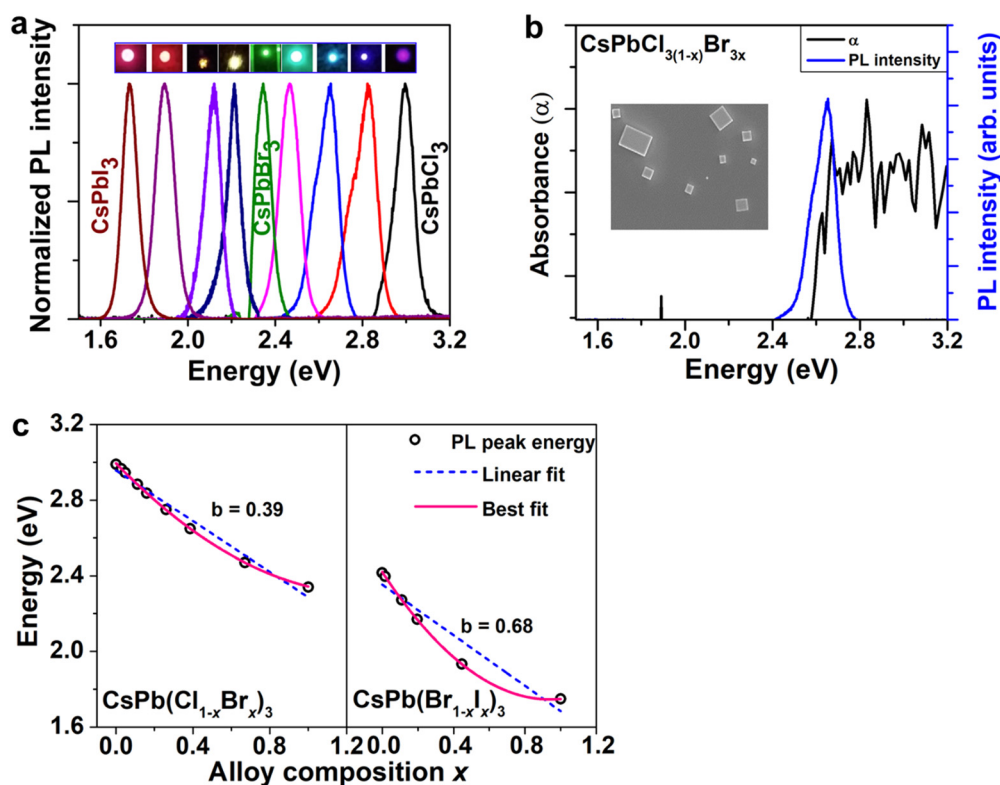 a
Normalized PL intensity
CsPbI3
CsPbBr3
CsPbCl3
1.6 2.0 2.4 2.8 3.2
Energy (eV)
b
CsPbCl3(1-x)Br3x
α
PL intensity
Absorbance (α)
PL intensity (arb. units)
1.6 2.0 2.4 2.8 3.2
Energy (eV)
c
3.2
2.8
2.4
2.0
1.6
Energy (eV)
b = 0.39
CsPb(Cl1-xBrx)3
PL peak energy
Linear fit
Best fit
b = 0.68
CsPb(Br1-xIx)3
0.0 0.4 0.8 1.2 0.0 0.4 0.8 1.2
Alloy composition x